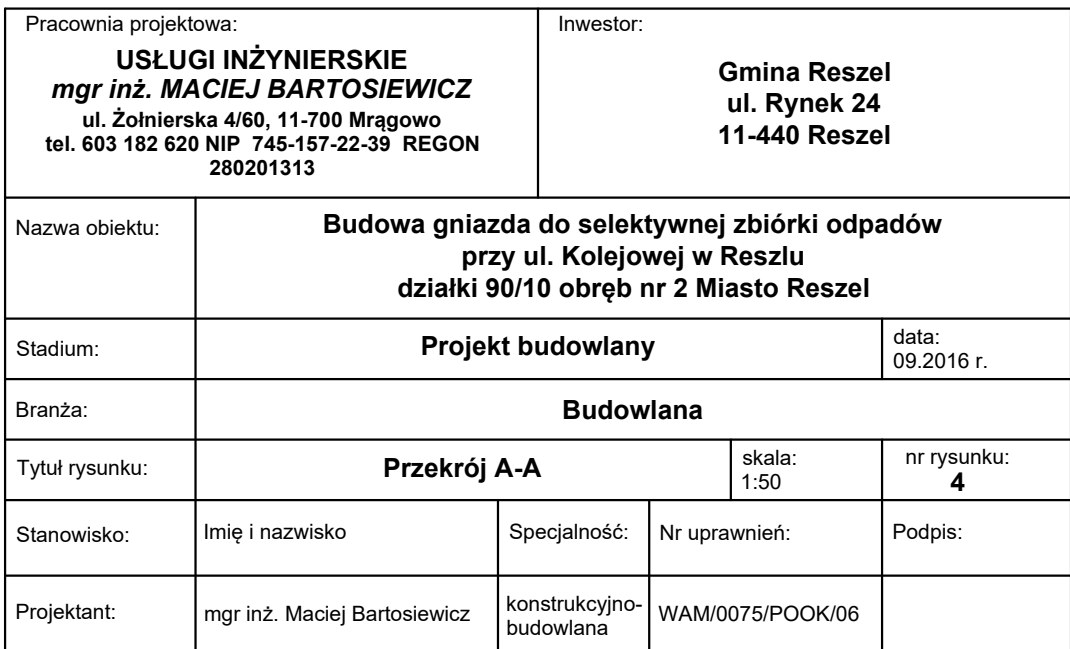 Pracownia projektowa:
USŁUGI INŻYNIERSKIE
mgr inż. MACIEJ BARTOSIEWICZ
ul. Żołnierska 4/60, 11-700 Mrągowo
tel. 603 182 620 NIP 745-157-22-39 REGON
280201313
Inwestor:
Gmina Reszel
ul. Rynek 24
11-440 Reszel
Nazwa obiektu:
Budowa gniazda do selektywnej zbiórki odpadów
przy ul. Kolejowej w Reszlu
działki 90/10 obręb nr 2 Miasto Reszel
Stadium:
Projekt budowlany
data:
09.2016 r.
Branża:
Budowlana
Tytuł rysunku:
Przekrój A-A
skala:
1:50
nr rysunku:
4
Stanowisko:
Imię i nazwisko
Specjalność:
Nr uprawnień:
Podpis:
Projektant:
mgr inż. Maciej Bartosiewicz
konstrukcyjno-
budowlana
WAM/0075/POOK/06